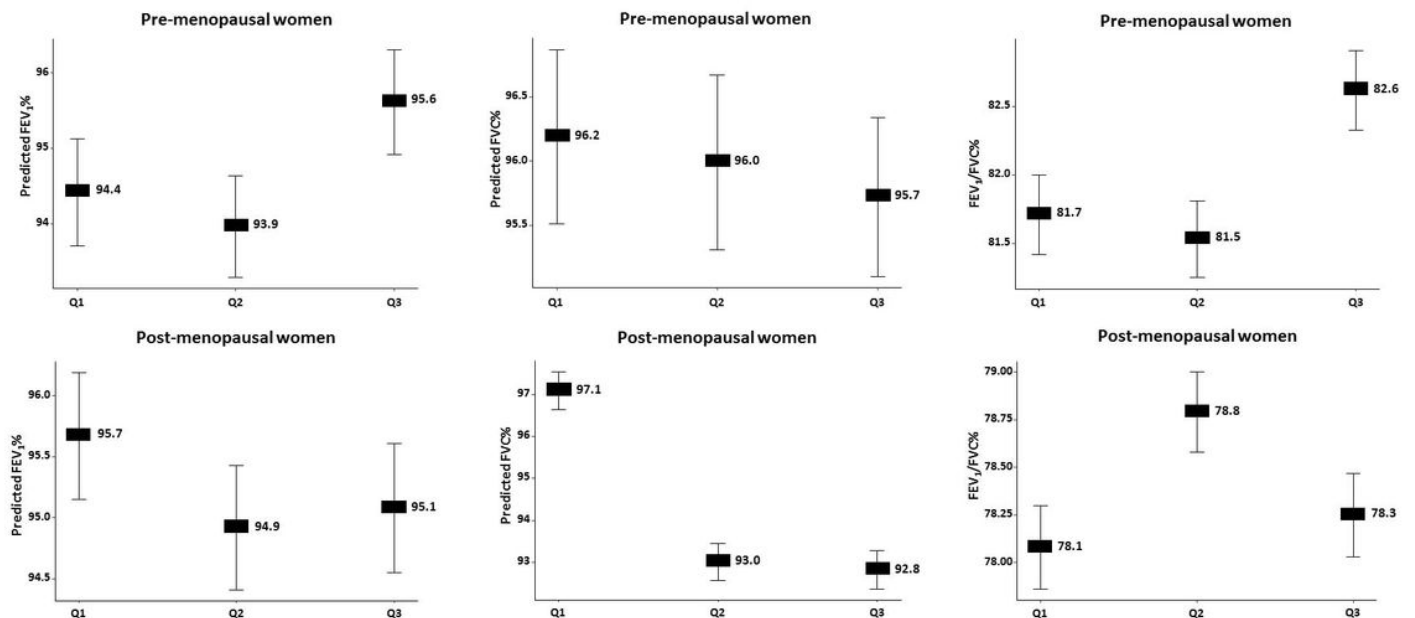 Pre-menopausal women
Predicted FEV₁%
96
95
94
94.4
93.9
95.6
Q1
Q2
Q3
Pre-menopausal women
Predicted FVC%
96.5
96.0
95.5
96.2
96.0
95.7
Q1
Q2
Q3
Pre-menopausal women
FEV₁/FVC%
82.5
82.0
81.5
81.7
81.5
82.6
Q1
Q2
Q3
Post-menopausal women
Predicted FEV₁%
96.0
95.5
95.0
94.5
95.7
94.9
95.1
Q1
Q2
Q3
Post-menopausal women
Predicted FVC%
97
96
95
94
93
97.1
93.0
92.8
Q1
Q2
Q3
Post-menopausal women
FEV₁/FVC%
79.00
78.75
78.50
78.25
78.00
78.1
78.8
78.3
Q1
Q2
Q3